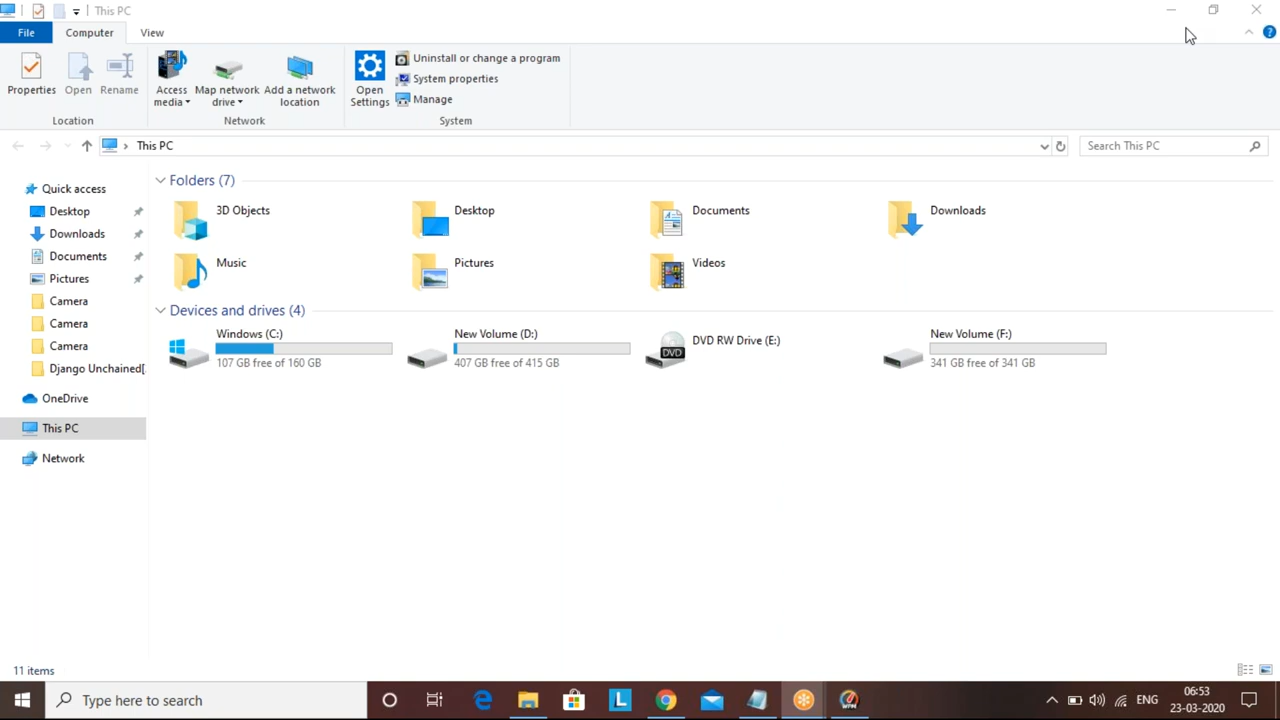 This PC
File Computer View
Properties Open Rename Access media Map network drive Add a network location Open Settings Uninstall or change a program
System properties
Manage
Location Network System
This PC Search This PC
Quick access
Desktop
Downloads
Documents
Pictures
Camera
Camera
Camera
Django Unchained[
OneDrive
This PC
Network
Folders (7)
3D Objects Desktop Documents Downloads
Music Pictures Videos
Devices and drives (4)
Windows (C:) New Volume (D:) DVD RW Drive (E:) New Volume (F:)
107 GB free of 160 GB 407 GB free of 415 GB 341 GB free of 341 GB
DVD
11 items
Type here to search L ENG 06:53
23-03-2020